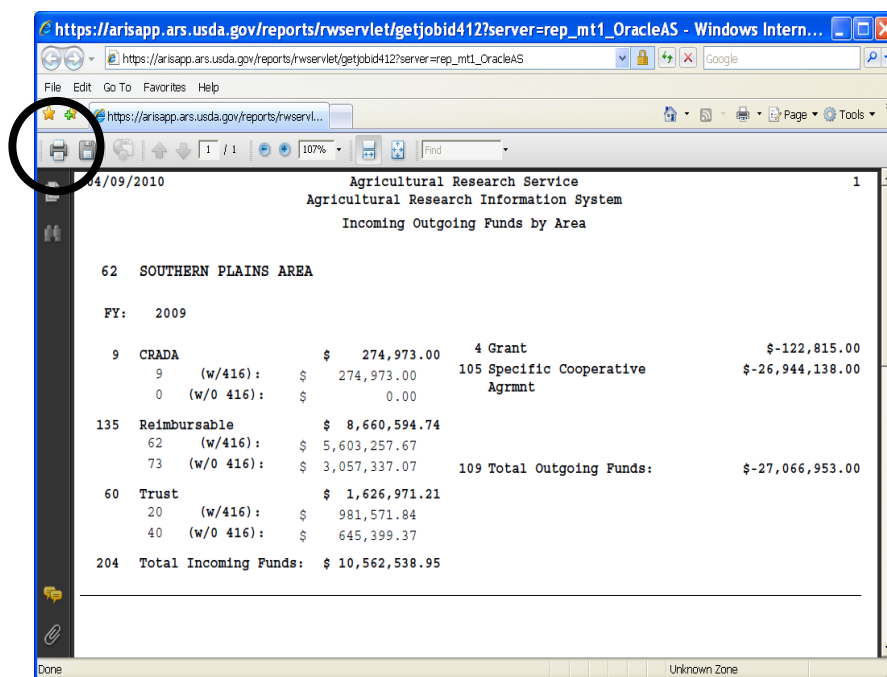 https://arisapp.ars.usda.gov/reports/rwservlet/getjobid412?server=rep_mt1_OracleAS - Windows Intern...
https://arisapp.ars.usda.gov/reports/rwservlet/getjobid412?server=rep_mt1_OracleAS
Google
File Edit Go To Favorites Help
https://arisapp.ars.usda.gov/reports/rwservl...
Page Tools
1 / 1 107% Find
04/09/2010 Agricultural Research Service 1
Agricultural Research Information System
Incoming Outgoing Funds by Area
62 SOUTHERN PLAINS AREA
FY: 2009
9 CRADA $ 274,973.00 4 Grant $-122,815.00
9 (w/416): $ 274,973.00 105 Specific Cooperative $-26,944,138.00
0 (w/0 416): $ 0.00 Agrmnt
135 Reimbursable $ 8,660,594.74
62 (w/416): $ 5,603,257.67
73 (w/0 416): $ 3,057,337.07 109 Total Outgoing Funds: $-27,066,953.00
60 Trust $ 1,626,971.21
20 (w/416): $ 981,571.84
40 (w/0 416): $ 645,399.37
204 Total Incoming Funds: $ 10,562,538.95
Done Unknown Zone